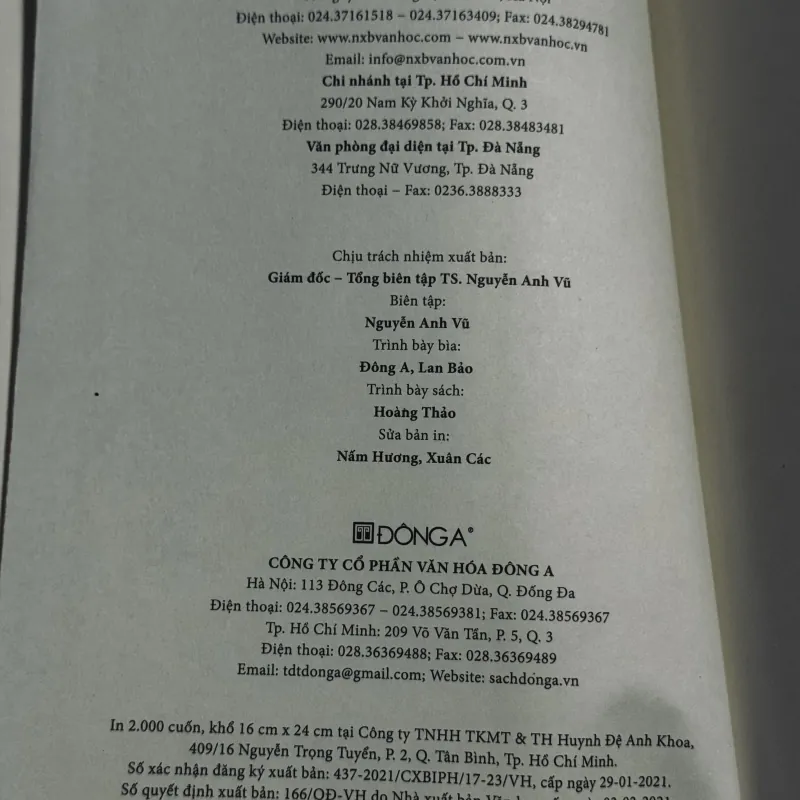 Điện thoại: 024.37161518 – 024.37163409; Fax: 024.38294781
Website: www.nxbvanhoc.com – www.nxbvanhoc.vn
Email: info@nxbvanhoc.com.vn
Chi nhánh tại Tp. Hồ Chí Minh
290/20 Nam Kỳ Khởi Nghĩa, Q. 3
Điện thoại: 028.38469858; Fax: 028.38483481
Văn phòng đại diện tại Tp. Đà Nẵng
344 Trưng Nữ Vương, Tp. Đà Nẵng
Điện thoại – Fax: 0236.3888333
Chịu trách nhiệm xuất bản:
Giám đốc – Tổng biên tập TS. Nguyễn Anh Vũ
Biên tập:
Nguyễn Anh Vũ
Trình bày bìa:
Đông A, Lan Bảo
Trình bày sách:
Hoàng Thảo
Sửa bản in:
Nấm Hương, Xuân Các
ĐÔNG A®
CÔNG TY CỔ PHẦN VĂN HÓA ĐÔNG A
Hà Nội: 113 Đông Các, P. Ô Chợ Dừa, Q. Đống Đa
Điện thoại: 024.38569367 – 024.38569381; Fax: 024.38569367
Tp. Hồ Chí Minh: 209 Võ Văn Tần, P. 5, Q. 3
Điện thoại: 028.36369488; Fax: 028.36369489
Email: tdtdonga@gmail.com; Website: sachdonga.vn
In 2.000 cuốn, khổ 16 cm x 24 cm tại Công ty TNHH TKMT & TH Huynh Đệ Anh Khoa,
409/16 Nguyễn Trọng Tuyển, P. 2, Q. Tân Bình, Tp. Hồ Chí Minh.
Số xác nhận đăng ký xuất bản: 437-2021/CXBIPH/17-23/VH, cấp ngày 29-01-2021.
Số quyết định xuất bản: 166/QĐ-VH do Nhà xuất bản Văn